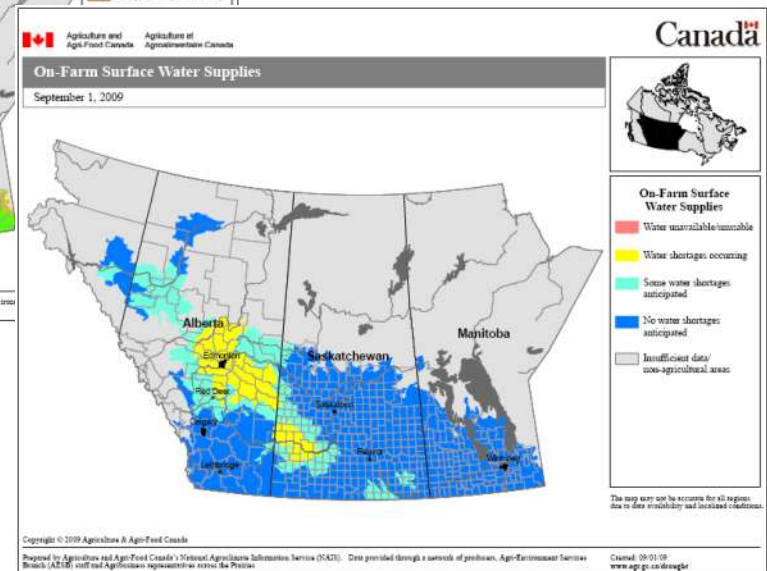 Agriculture and
Agri-Food Canada
Agriculture et
Agroalimentaire Canada
Canada
On-Farm Surface Water Supplies
September 1, 2009
On-Farm Surface
Water Supplies
Water unavailable/unusable
Water shortages occurring
Some water shortages
anticipated
No water shortages
anticipated
Insufficient data/
non-agricultural areas
Alberta
Saskatchewan
Manitoba
Edmonton
Red Deer
Calgary
Lethbridge
Saskatoon
Regina
Winnipeg
The map may not be accurate for all regions
due to data availability and localized conditions.
Copyright © 2009 Agriculture & Agri-Food Canada
Prepared by Agriculture and Agri-Food Canada's National Agroclimate Information Service (NAIS). Data provided through a network of producers, Agri-Environment Services
Branch (AESB) staff and Agribusiness representatives across the Prairies
Created: 09/01/09
www.agr.gc.ca/drought